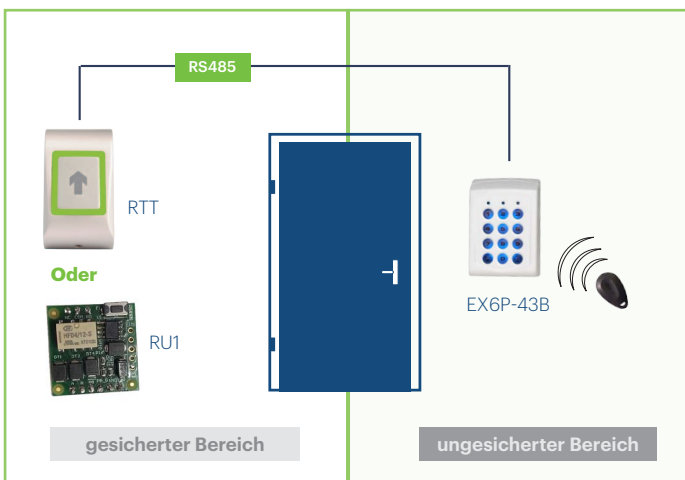 RS485
RTT
Oder
RU1
EX6P-43B
gesicherter Bereich
ungesicherter Bereich